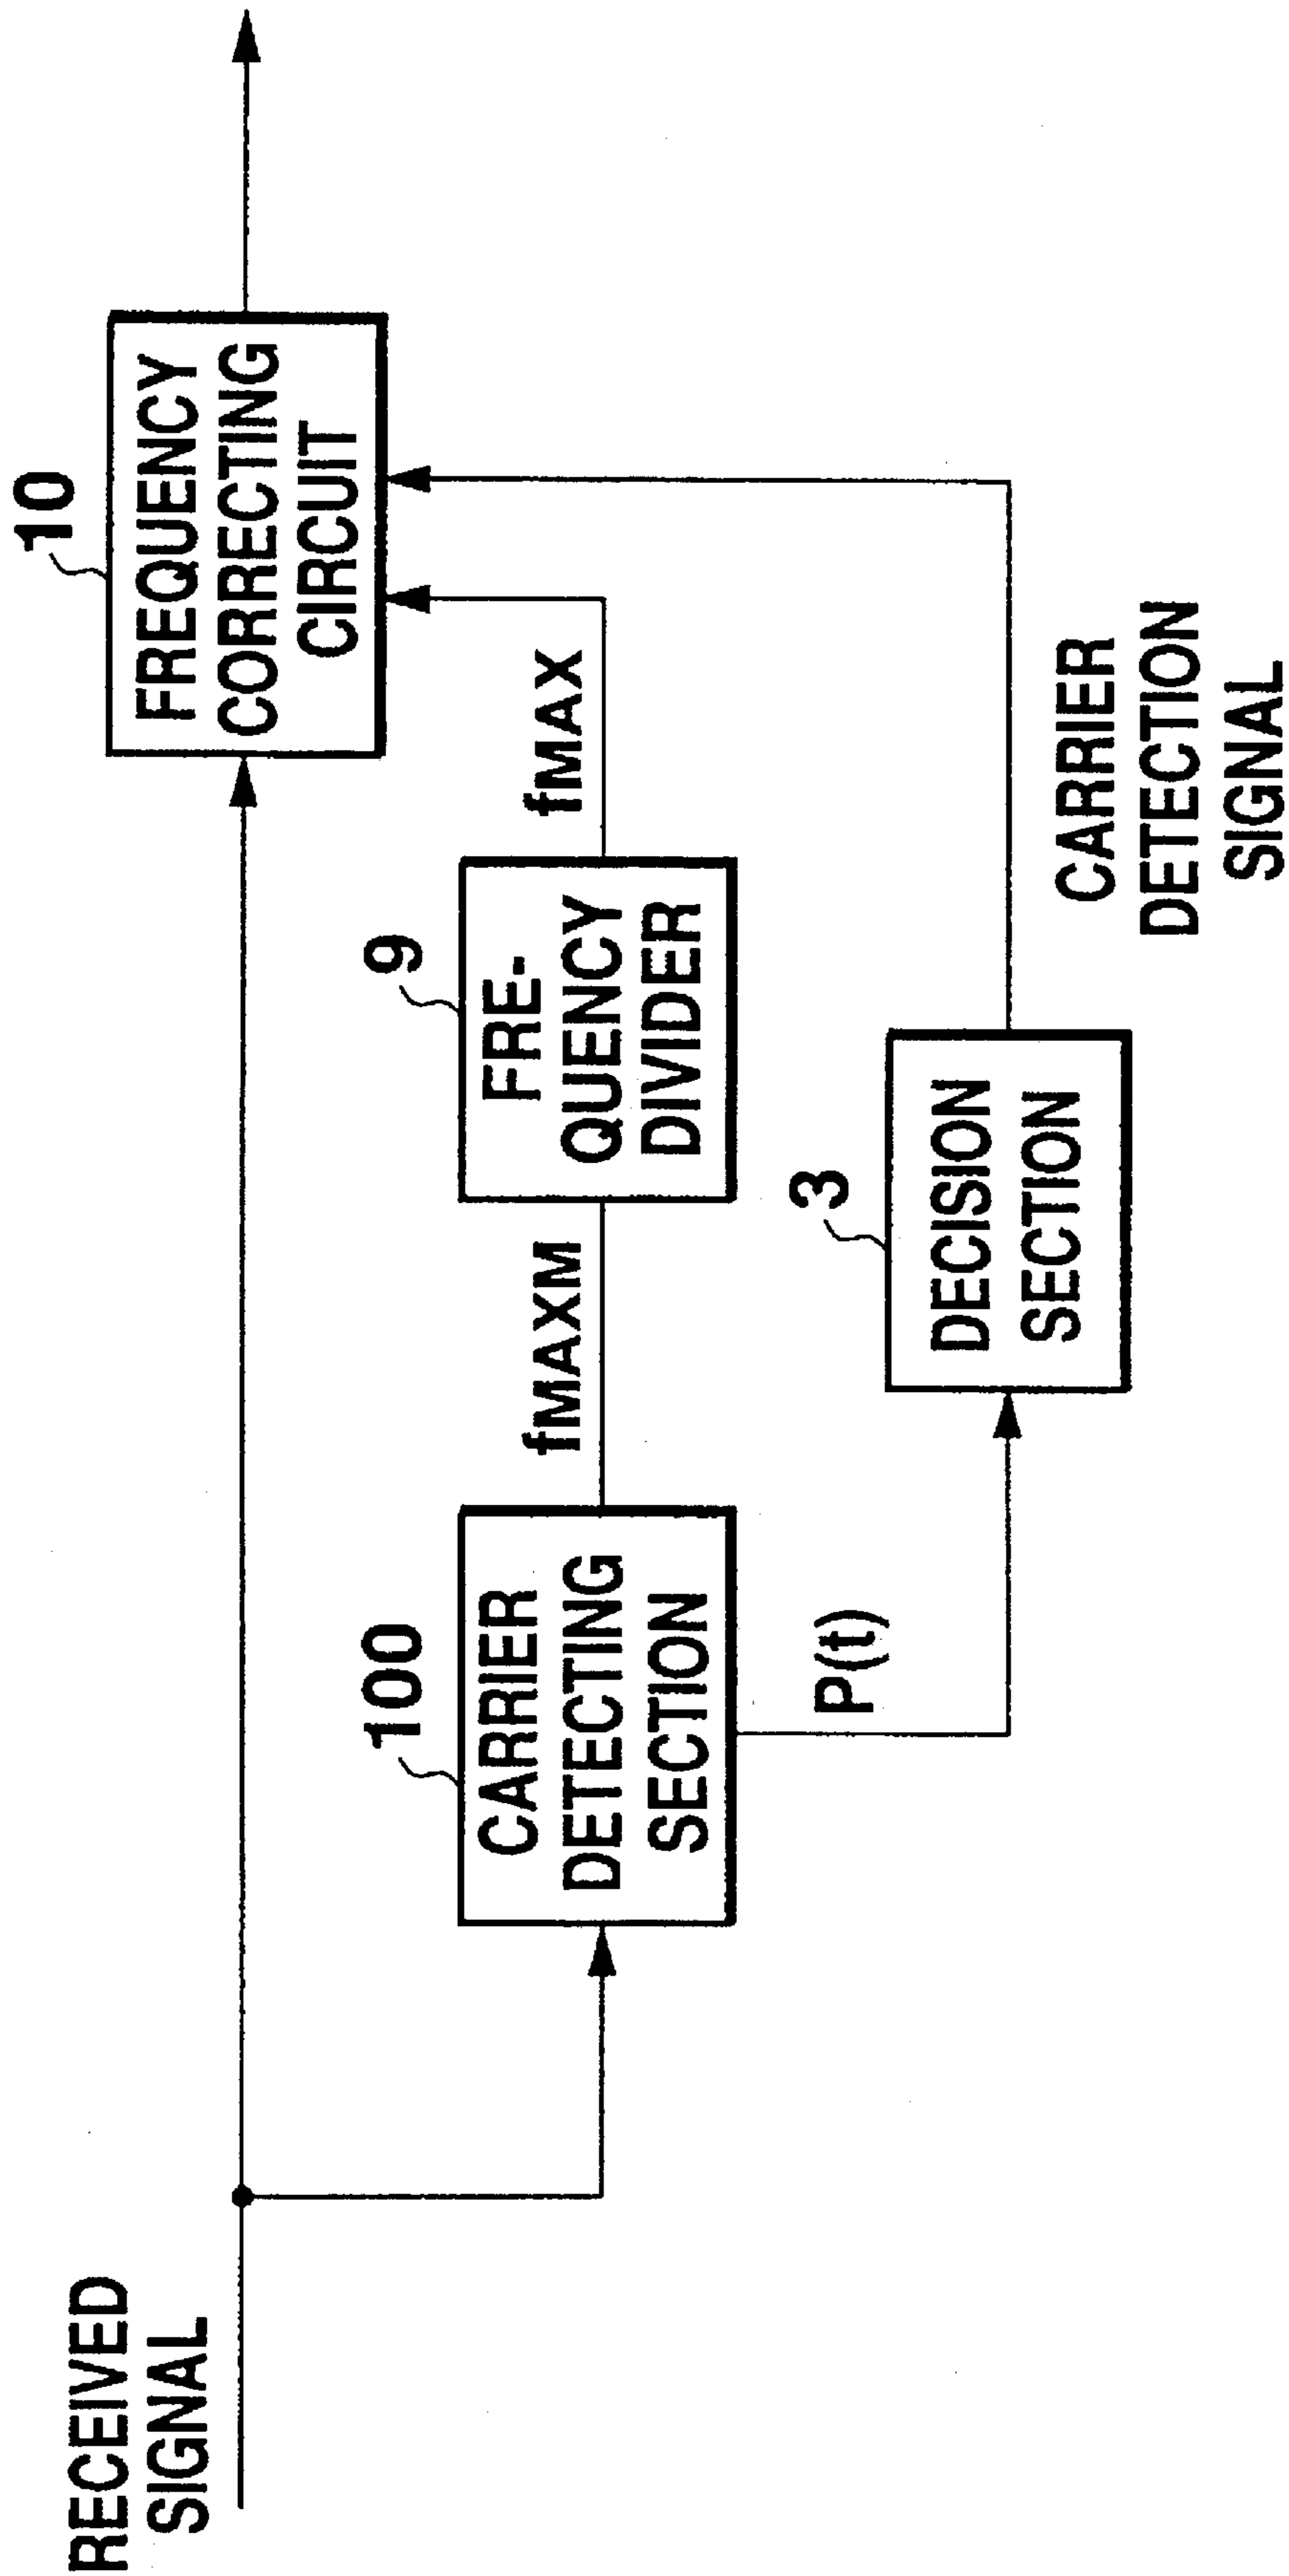 RECEIVED
SIGNAL
100
CARRIER
DETECTING
SECTION
fMAXM
P(t)
9
FRE-
QUENCY
DIVIDER
fMAX
3
DECISION
SECTION
CARRIER
DETECTION
SIGNAL
10
FREQUENCY
CORRECTING
CIRCUIT